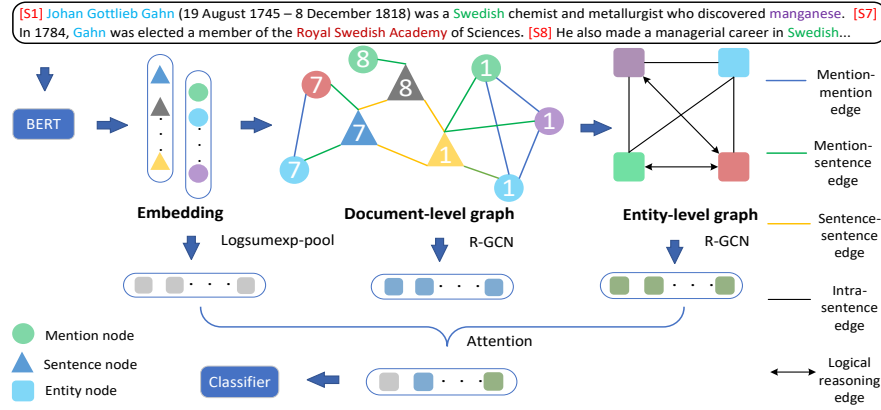 [S1] Johan Gottlieb Gahn (19 August 1745 – 8 December 1818) was a Swedish chemist and metallurgist who discovered manganese. [S7]
In 1784, Gahn was elected a member of the Royal Swedish Academy of Sciences. [S8] He also made a managerial career in Swedish...
BERT
8
7
8
1
1
7
7
1
1
Mention-
mention
edge
Mention-
sentence
edge
Sentence-
sentence
edge
Intra-
sentence
edge
Logical
reasoning
edge
Embedding
Document-level graph
Entity-level graph
Logsumexp-pool
R-GCN
R-GCN
Attention
Mention node
Sentence node
Entity node
Classifier